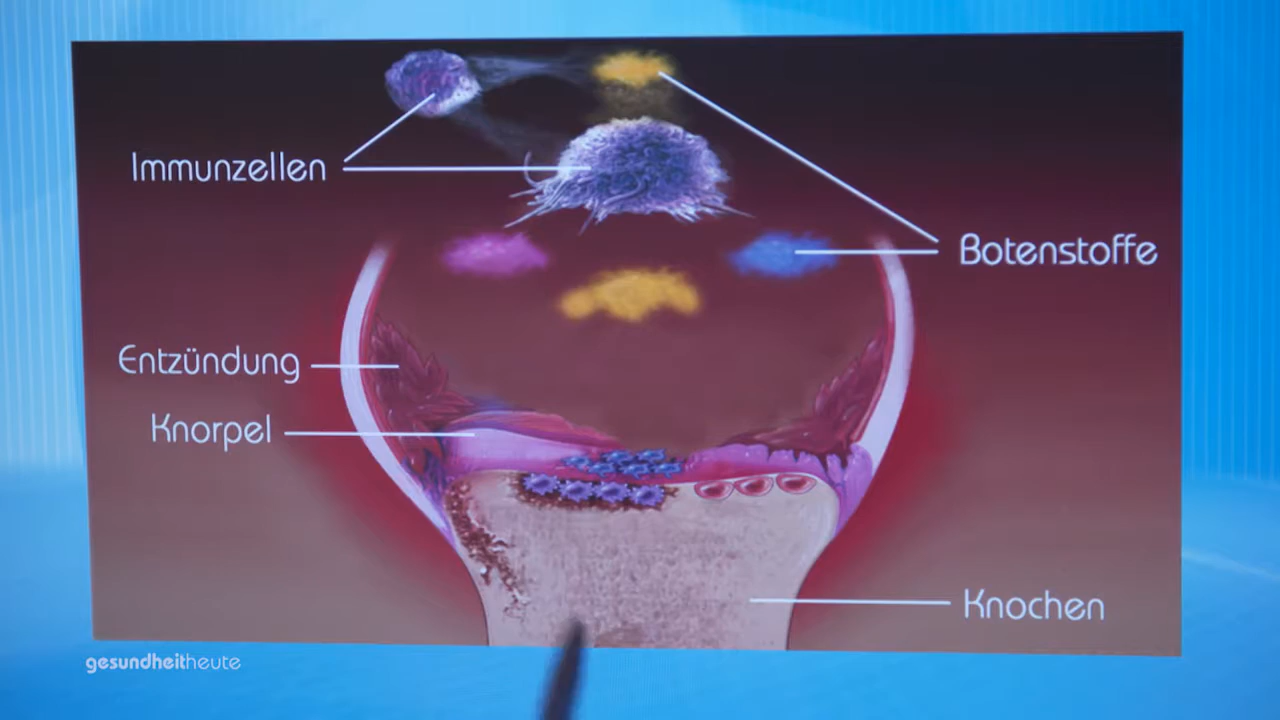 Immunzellen
Botenstoffe
Entzündung
Knorpel
Knochen
gesundheitheute